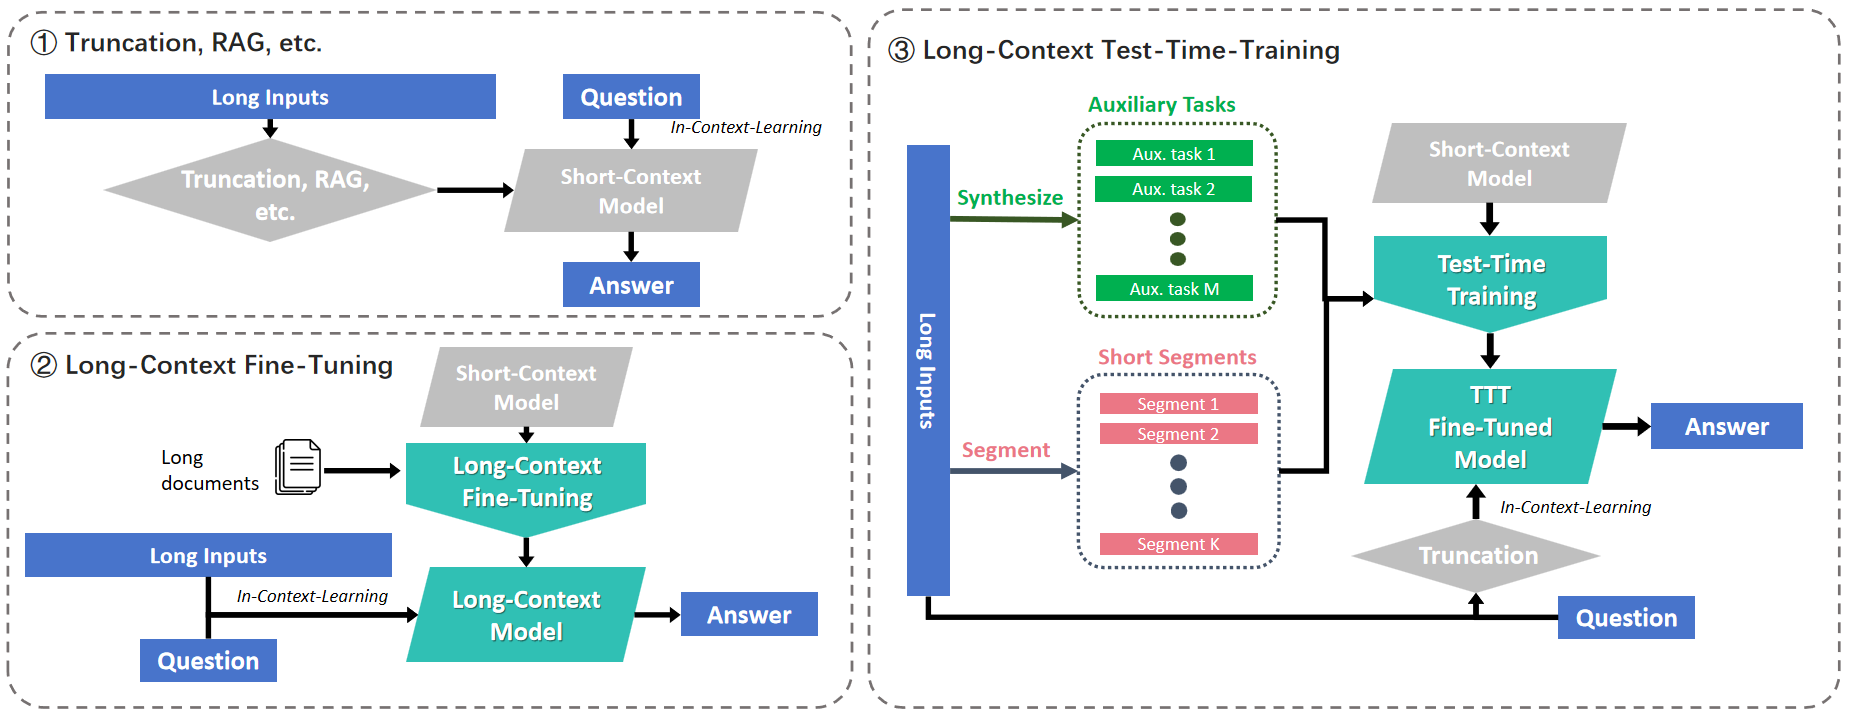 ① Truncation, RAG, etc.
Long Inputs
Question
In-Context-Learning
Truncation, RAG,
etc.
Short-Context
Model
Answer
② Long-Context Fine-Tuning
Short-Context
Model
Long
documents
Long-Context
Fine-Tuning
Long Inputs
In-Context-Learning
Question
Long-Context
Model
Answer
③ Long-Context Test-Time-Training
Long Inputs
Synthesize
Auxiliary Tasks
Aux. task 1
Aux. task 2
Aux. task M
Segment
Short Segments
Segment 1
Segment 2
Segment K
Short-Context
Model
Test-Time
Training
TTT
Fine-Tuned
Model
Answer
In-Context-Learning
Truncation
Question